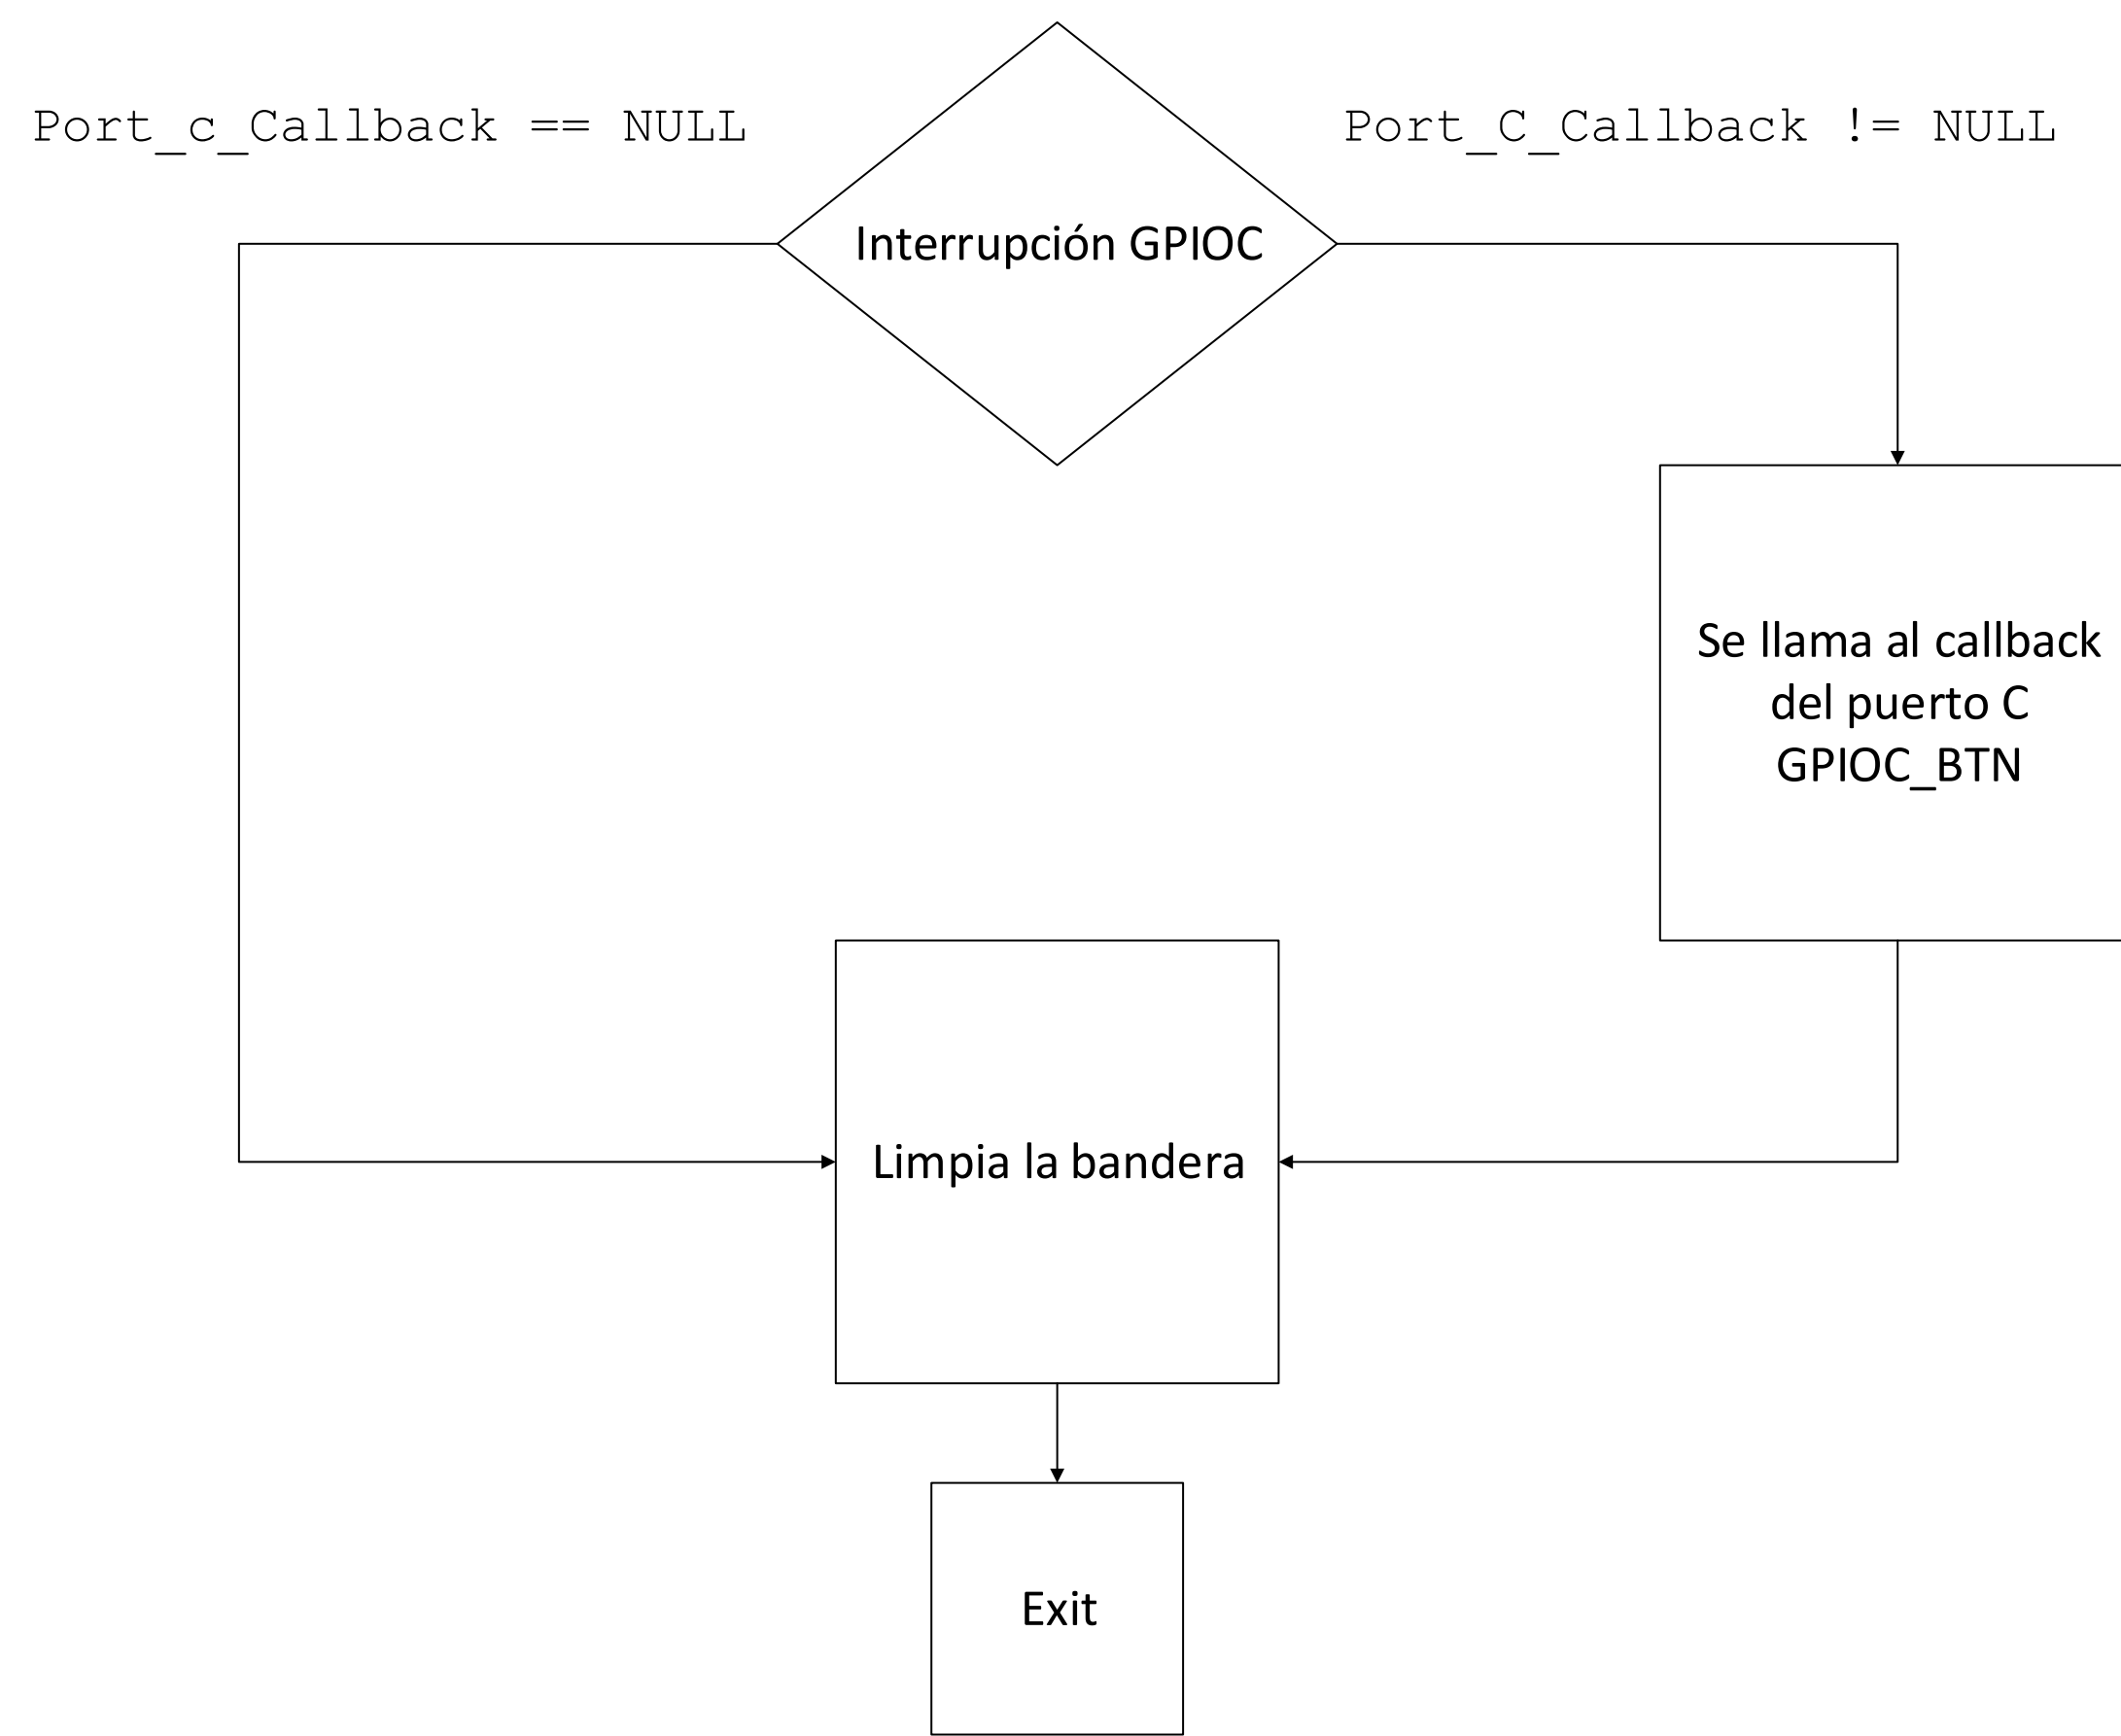 Port_c_Callback == NULL
Port_C_Callback != NULL
Interrupción GPIOC
Se llama al callback
del puerto C
GPIOC_BTN
Limpia la bandera
Exit